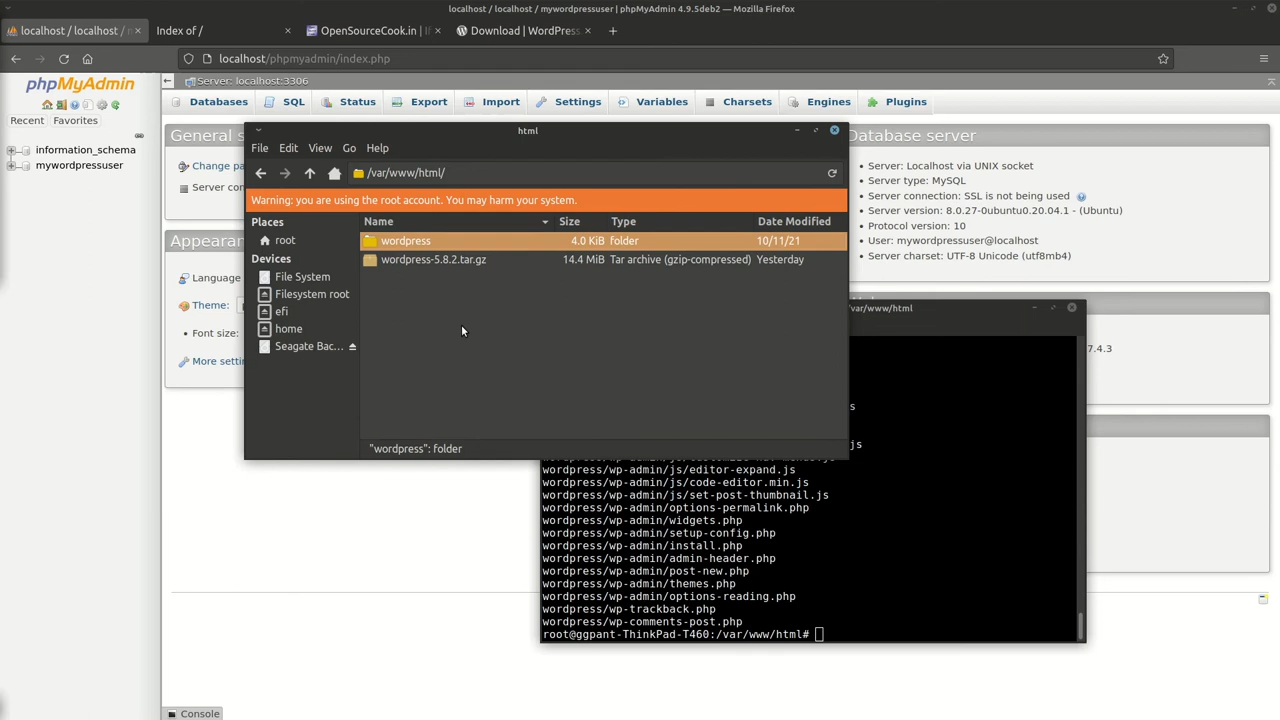 localhost / localhost / mywordpressuser | phpMyAdmin 4.9.5deb2 — Mozilla Firefox
localhost / localhost /
Index of /
OpenSourceCook.in |
Download | WordPress
localhost/phpmyadmin/index.php
phpMyAdmin
Recent
Favorites
information_schema
mywordpressuser
Server: localhost:3306
Databases
SQL
Status
Export
Import
Settings
Variables
Charsets
Engines
Plugins
General s
Change pa
Server con
Appeara
Language
Theme:
Font size:
More setti
Database server
Server: Localhost via UNIX socket
Server type: MySQL
Server connection: SSL is not being used
Server version: 8.0.27-0ubuntu0.20.04.1 - (Ubuntu)
Protocol version: 10
User: mywordpressuser@localhost
Server charset: UTF-8 Unicode (utf8mb4)
7.4.3
html
File Edit View Go Help
/var/www/html/
Warning: you are using the root account. You may harm your system.
Places
root
Devices
File System
Filesystem root
efi
home
Seagate Bac...
Name Size Type Date Modified
wordpress 4.0 KiB folder 10/11/21
wordpress-5.8.2.tar.gz 14.4 MiB Tar archive (gzip-compressed) Yesterday
"wordpress": folder
/var/www/html
s
js
wordpress/wp-admin/js/editor-expand.js
wordpress/wp-admin/js/code-editor.min.js
wordpress/wp-admin/js/set-post-thumbnail.js
wordpress/wp-admin/options-permalink.php
wordpress/wp-admin/widgets.php
wordpress/wp-admin/setup-config.php
wordpress/wp-admin/install.php
wordpress/wp-admin/admin-header.php
wordpress/wp-admin/post-new.php
wordpress/wp-admin/themes.php
wordpress/wp-admin/options-reading.php
wordpress/wp-trackback.php
wordpress/wp-comments-post.php
root@ggpant-ThinkPad-T460:/var/www/html#
Console